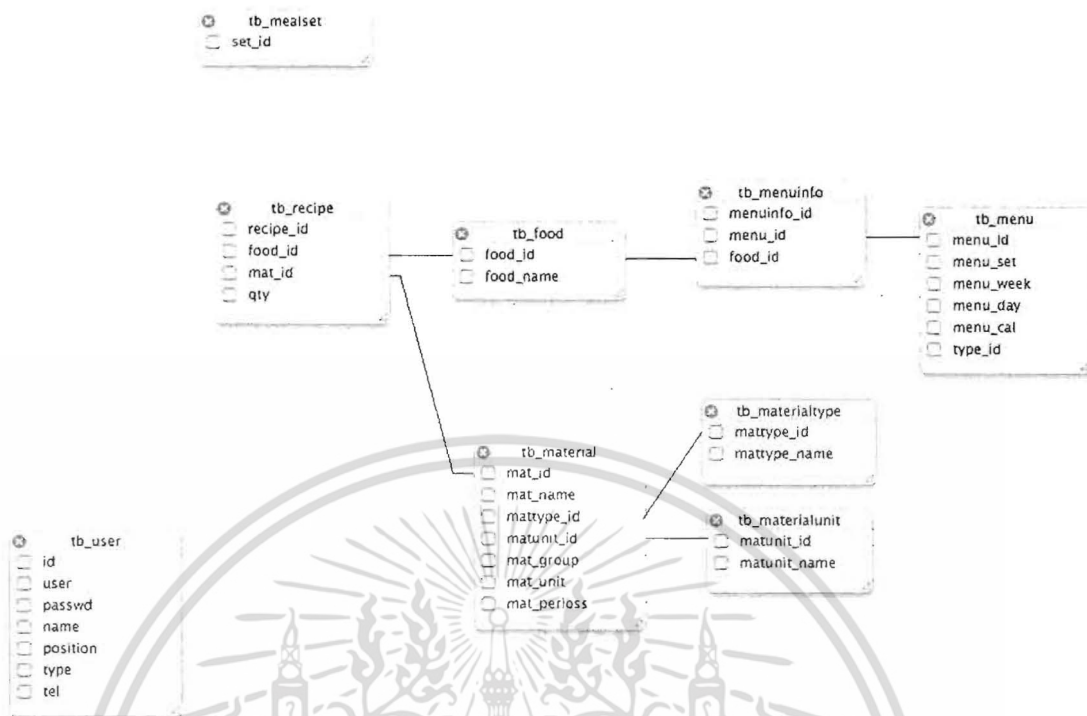 tb_mealset
set_id
tb_recipe
recipe_id
food_id
mat_id
qty
tb_food
food_id
food_name
tb_menuinfo
menuinfo_id
menu_id
food_id
tb_menu
menu_id
menu_set
menu_week
menu_day
menu_cal
type_id
tb_materialtype
mattype_id
mattype_name
tb_material
mat_id
mat_name
mattype_id
matunit_id
mat_group
mat_unit
mat_perloss
tb_materialunit
matunit_id
matunit_name
tb_user
id
user
passwd
name
position
type
tel